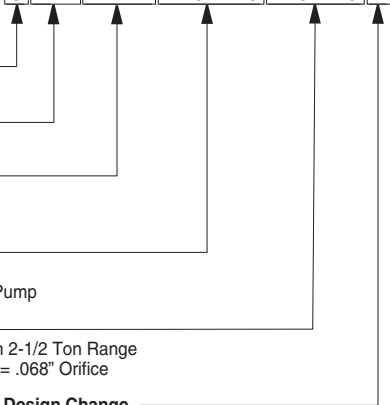 Pump
2-1/2 Ton Range
= .068" Orifice
Design Change